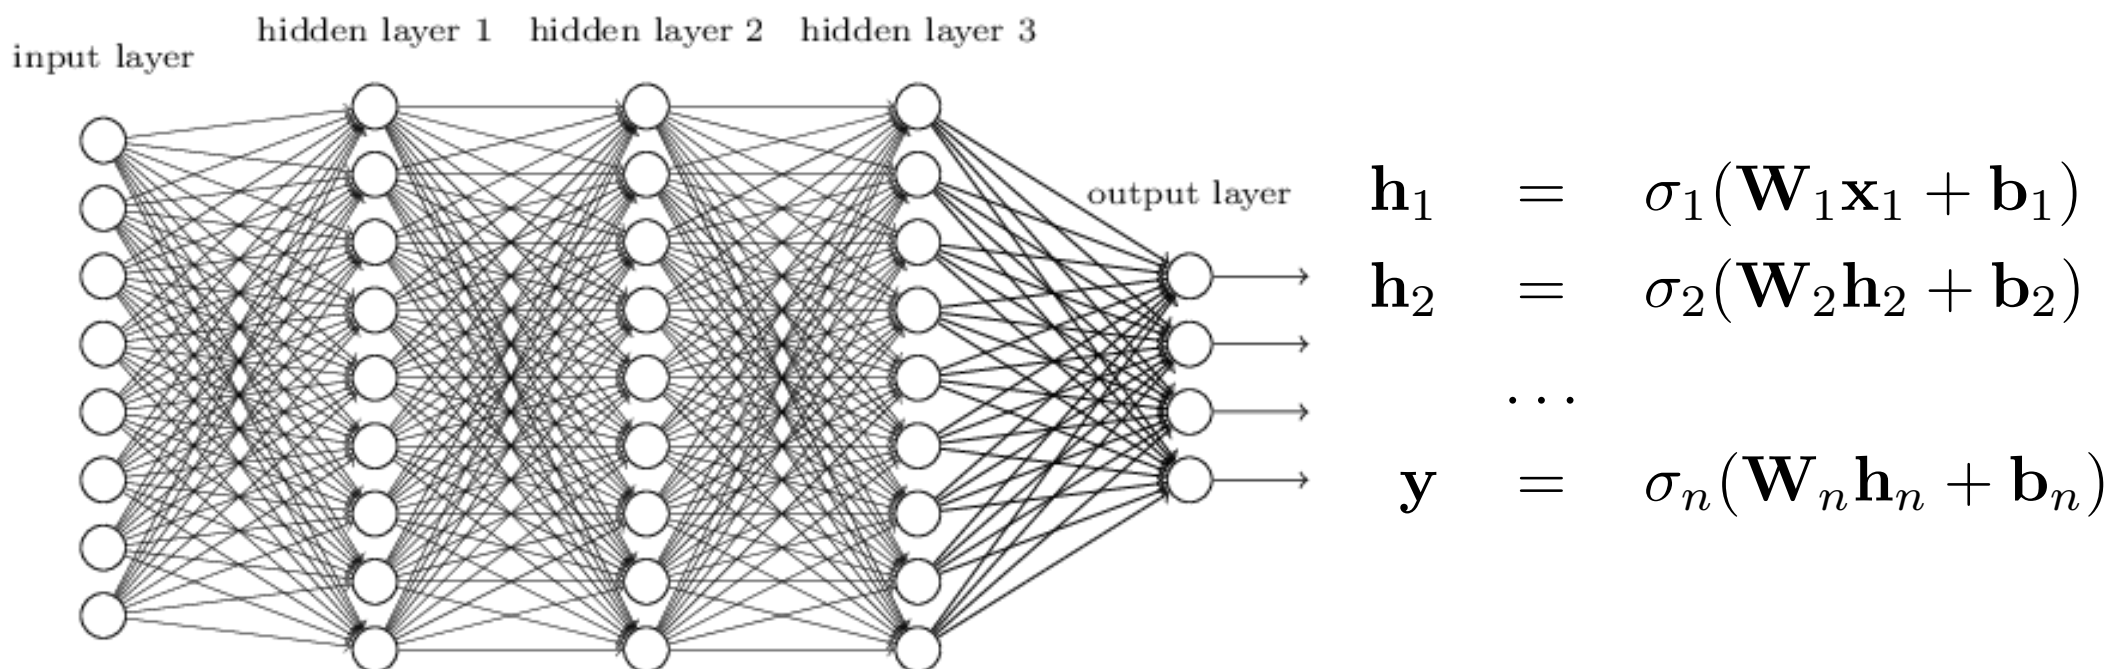 input layer
hidden layer 1
hidden layer 2
hidden layer 3
output layer
h₁ = σ₁(W₁x₁ + b₁)
h₂ = σ₂(W₂h₂ + b₂)
...
y = σₙ(Wₙhₙ + bₙ)